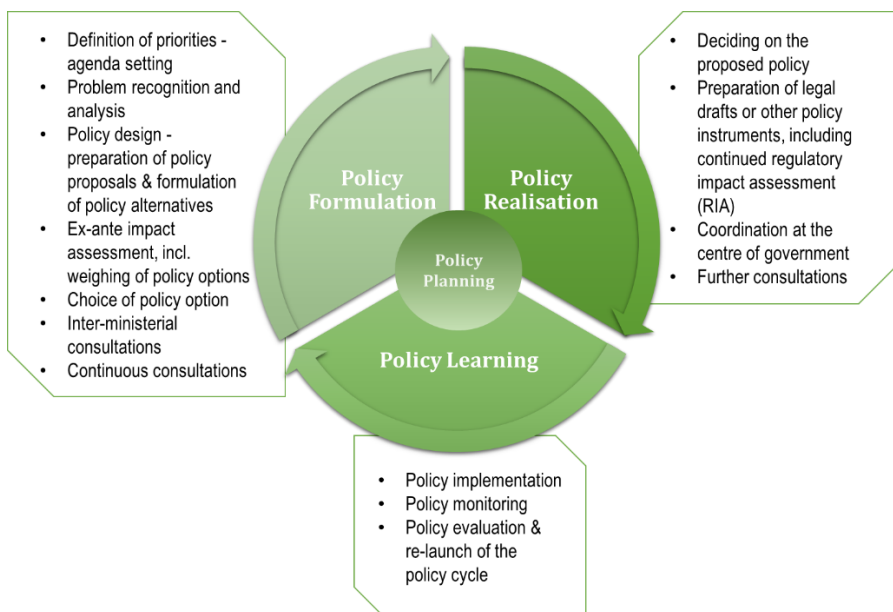 • Definition of priorities -
agenda setting
• Problem recognition and
analysis
• Policy design -
preparation of policy
proposals & formulation
of policy alternatives
• Ex-ante impact
assessment, incl.
weighing of policy options
• Choice of policy option
• Inter-ministerial
consultations
• Continuous consultations
Policy
Formulation
Policy
Realisation
Policy
Planning
Policy Learning
• Deciding on the
proposed policy
• Preparation of legal
drafts or other policy
instruments, including
continued regulatory
impact assessment
(RIA)
• Coordination at the
centre of government
• Further consultations
• Policy implementation
• Policy monitoring
• Policy evaluation &
re-launch of the
policy cycle